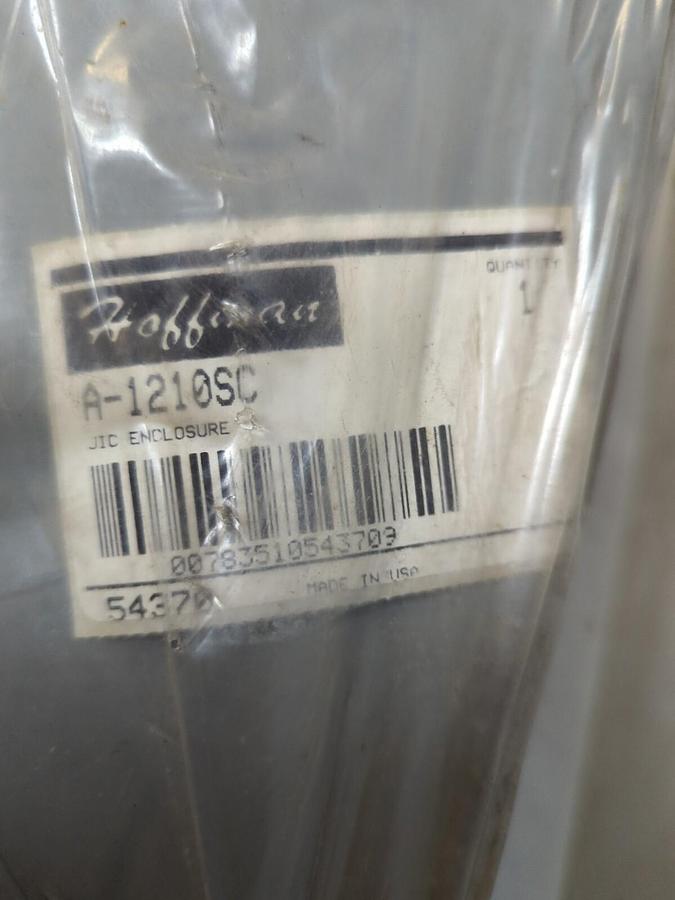 QUANTITY
1
Hoffman
A-1210SC
JIC ENCLOSURE
00783510543709
54370
MADE IN USA